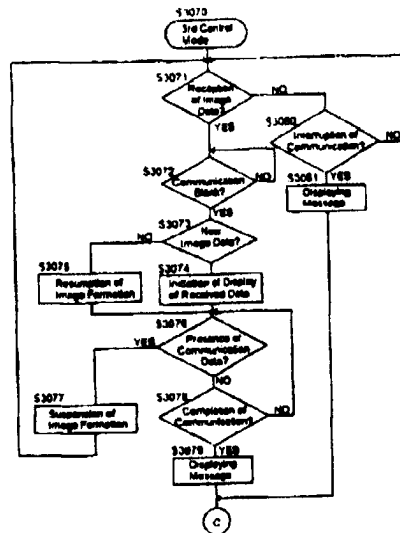 S3070
3rd Control
Mode
S3071
Reception
of Image
Data?
NO
YES
S3080
Interruption of
Communication?
NO
YES
S3081
Displaying
Message
S3072
Communication
Blank?
NO
YES
S3073
New
Image Data?
NO
YES
S3075
Resumption of
Image Formation
S3074
Initiation of Display
of Received Data
S3076
Presence of
Communication
Data?
YES
NO
S3077
Suspension of
Image Formation
S3078
Completion of
Communication?
NO
YES
S3079
Displaying
Message
C